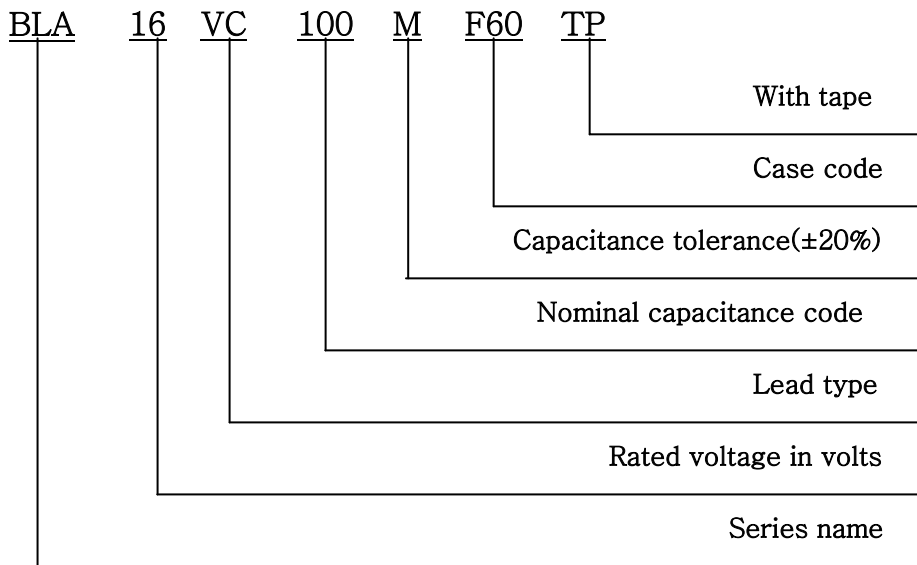 BLA 16 VC 100 M F60 TP
With tape
Case code
Capacitance tolerance(±20%)
Nominal capacitance code
Lead type
Rated voltage in volts
Series name